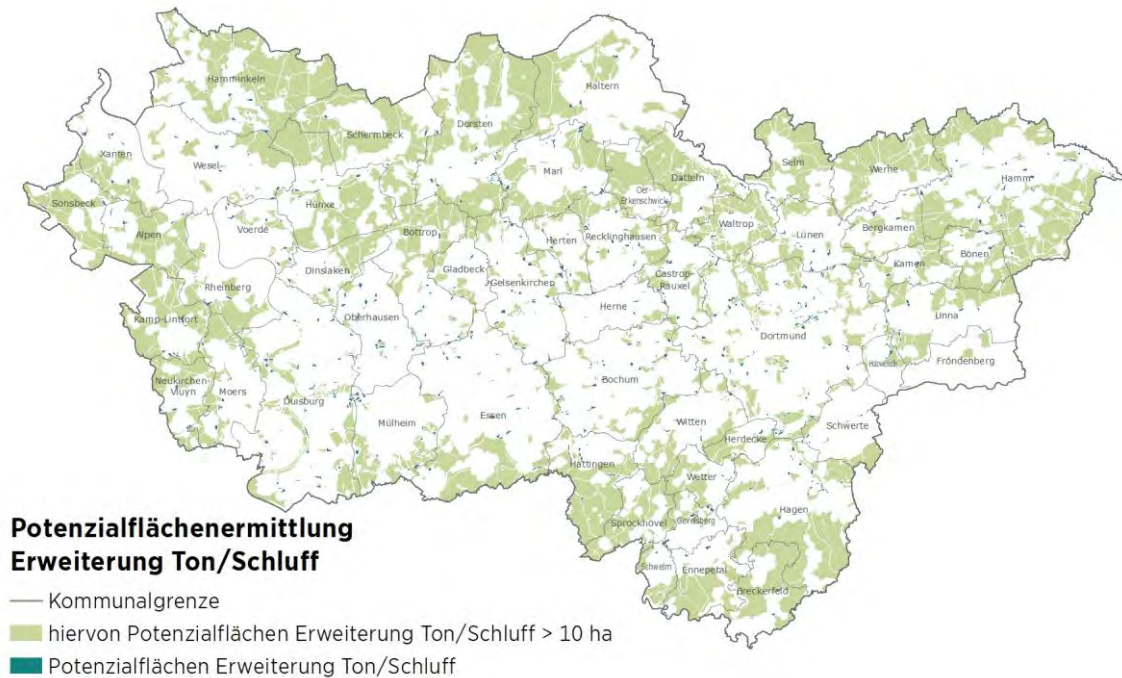 Hamminkeln
Haltern
Schermbeck
Dorsten
Xanten
Wesel
Marl
Selm
Werne
Hamm
Sonsbeck
Hünxe
Oer-
Erkenschwick
Datteln
Alpen
Voerde
Bottrop
Herten
Recklinghausen
Waltrop
Lünen
Bergkamen
Dinslaken
Gladbeck
Gelsenkirchen
Castrop-
Rauxel
Kamen
Bönen
Rheinberg
Kamp-Lintfort
Oberhausen
Herne
Dortmund
Unna
Fröndenberg
Neukirchen-
Vluyn
Moers
Duisburg
Mülheim
Essen
Bochum
Witten
Schwerte
Herdecke
Hattingen
Wetter
Hagen
Sprockhövel
Gevelsberg
Schwelm
Ennepetal
Breckerfeld
Potenzialflächenermittlung
Erweiterung Ton/Schluff
Kommunalgrenze
hiervon Potenzialflächen Erweiterung Ton/Schluff > 10 ha
Potenzialflächen Erweiterung Ton/Schluff